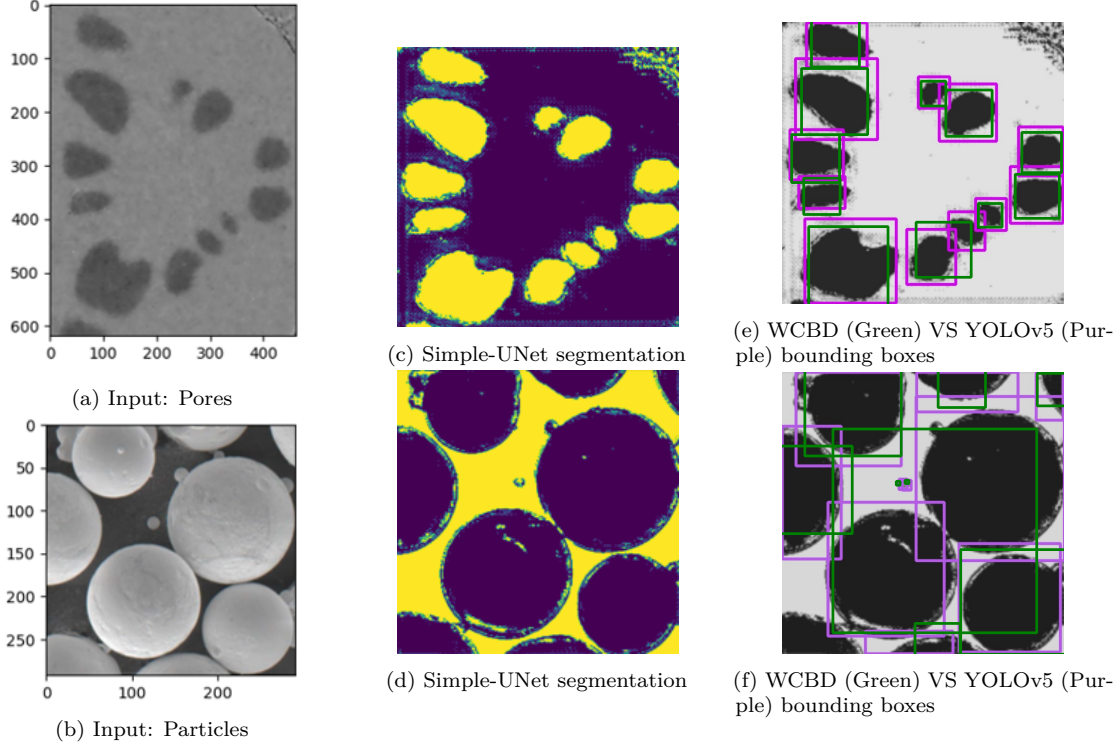 0
100
200
300
400
500
600
0 100 200 300 400
(a) Input: Pores
0
50
100
150
200
250
0 100 200
(b) Input: Particles
(c) Simple-UNet segmentation
(d) Simple-UNet segmentation
(e) WCBD (Green) VS YOLOv5 (Pur-
ple) bounding boxes
(f) WCBD (Green) VS YOLOv5 (Pur-
ple) bounding boxes